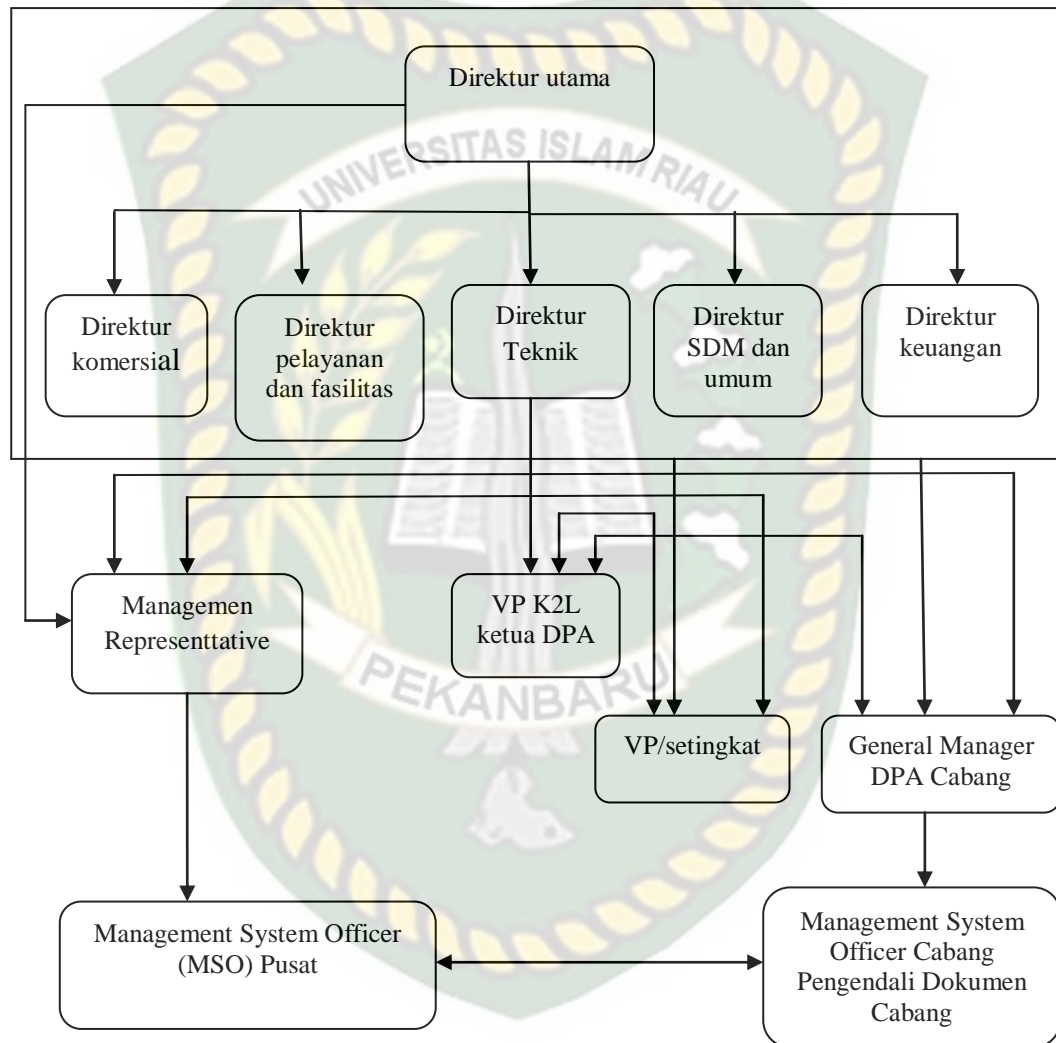 Direktur utama
UNIVERSITAS ISLAM RIAU
Direktur
komersial
Direktur
pelayanan
dan fasilitas
Direktur
Teknik
Direktur
SDM dan
umum
Direktur
keuangan
Managemen
Representtative
VP K2L
ketua DPA
PEKANBARU
VP/setingkat
General Manager
DPA Cabang
Management System Officer
(MSO) Pusat
Management System
Officer Cabang
Pengendali Dokumen
Cabang